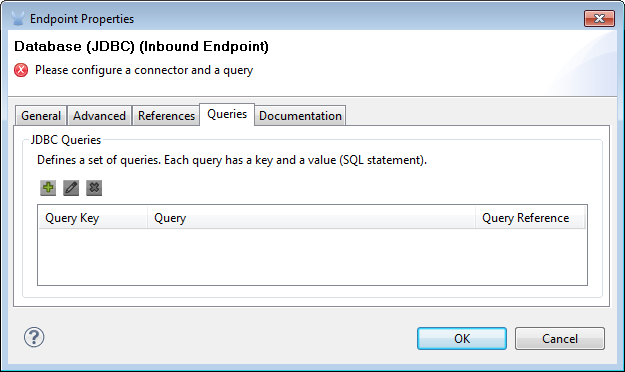 Endpoint Properties
Database (JDBC) (Inbound Endpoint)
Please configure a connector and a query
General Advanced References Queries Documentation
JDBC Queries
Defines a set of queries. Each query has a key and a value (SQL statement).
Query Key Query Query Reference
OK Cancel